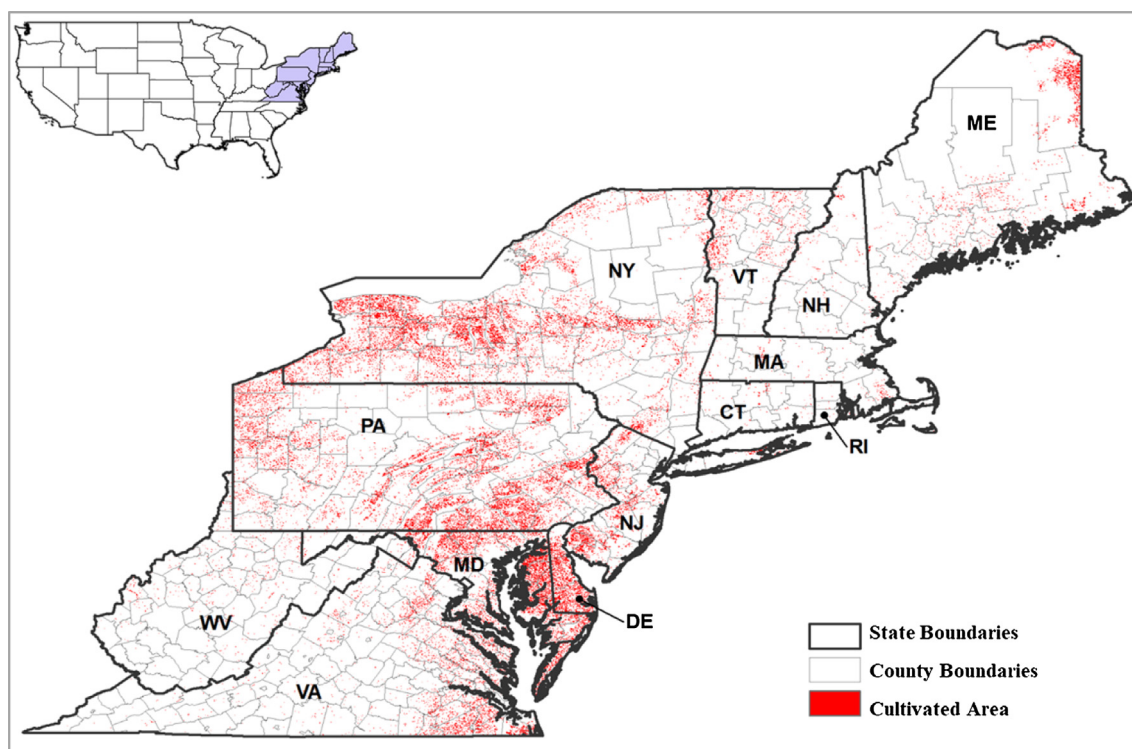 ME
NY
VT
NH
MA
PA
CT
RI
NJ
MD
DE
WV
VA
State Boundaries
County Boundaries
Cultivated Area